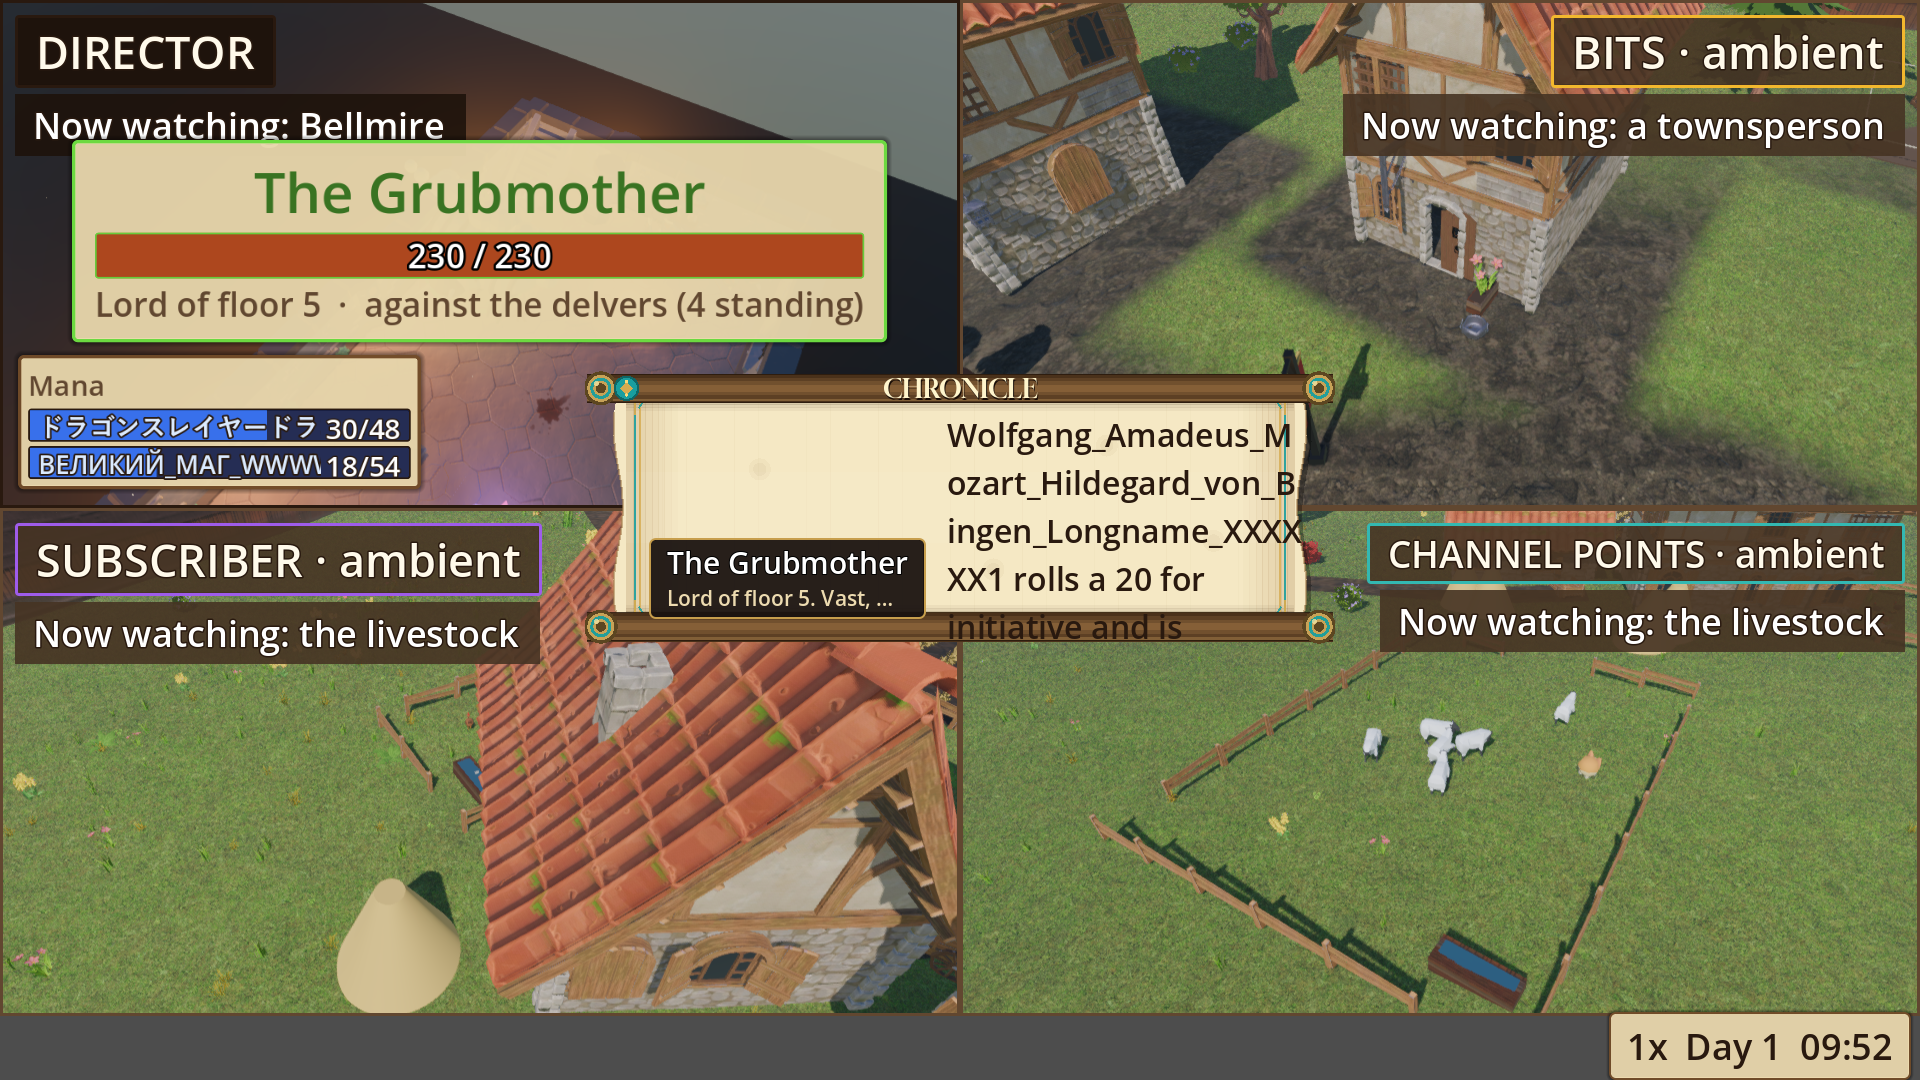 DIRECTOR
Now watching: Bellmire
The Grubmother
230 / 230
Lord of floor 5 · against the delvers (4 standing)
Mana
ドラゴンスレイヤードラ 30/48
ВЕЛИКИЙ_МАГ_WWW 18/54
BITS · ambient
Now watching: a townsperson
CHRONICLE
Wolfgang_Amadeus_M
ozart_Hildegard_von_B
ingen_Longname_XXXX
XX1 rolls a 20 for
initiative and is
The Grubmother
Lord of floor 5. Vast, ...
SUBSCRIBER · ambient
Now watching: the livestock
CHANNEL POINTS · ambient
Now watching: the livestock
1x Day 1 09:52